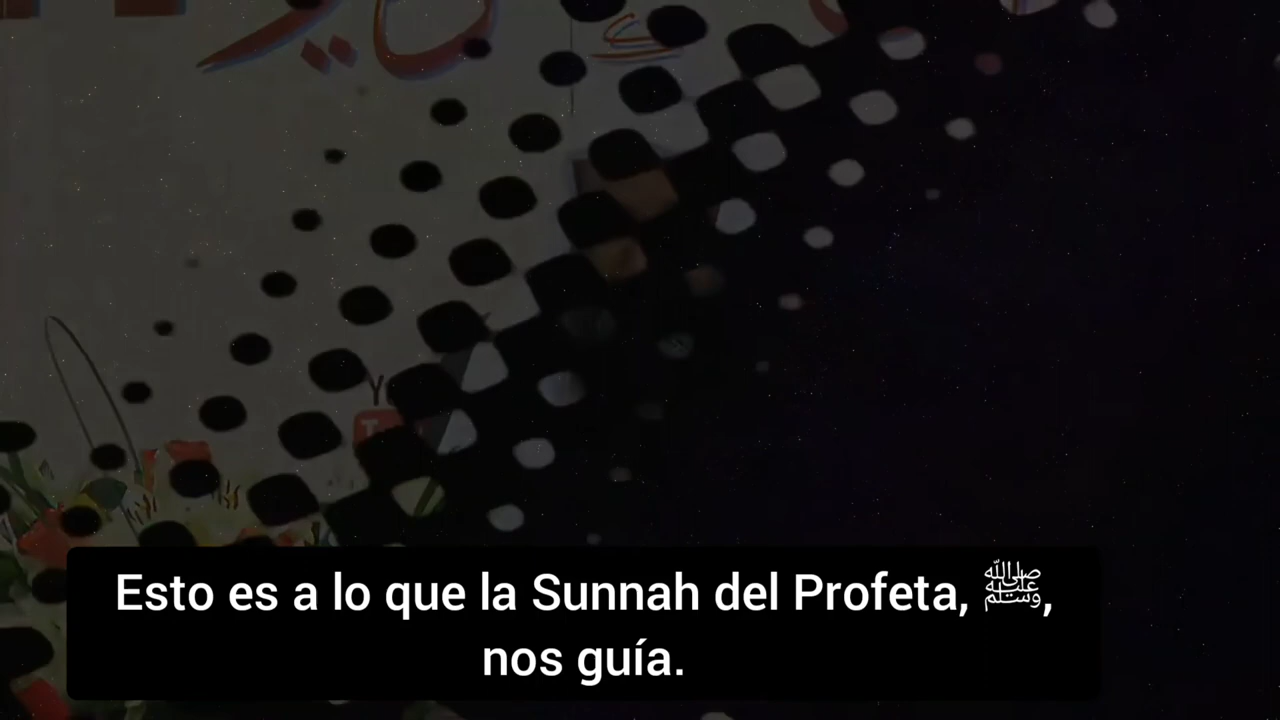 Esto es a lo que la Sunnah del Profeta, ﷺ,
nos guía.